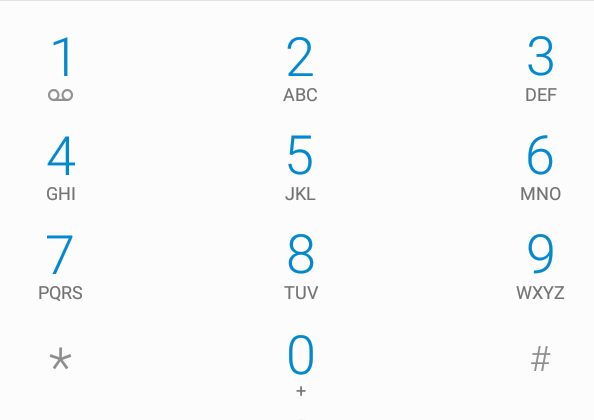 1 2 3
ABC DEF
4 5 6
GHI JKL MNO
7 8 9
PQRS TUV WXYZ
* 0 #
+